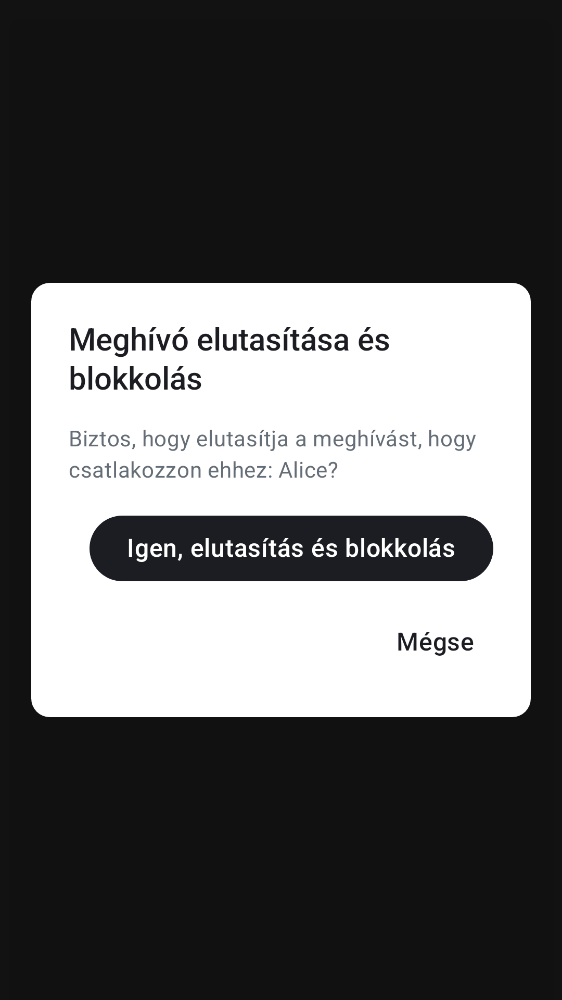 Meghívó elutasítása és
blokkolás
Biztos, hogy elutasítja a meghívást, hogy
csatlakozzon ehhez: Alice?
Igen, elutasítás és blokkolás
Mégse